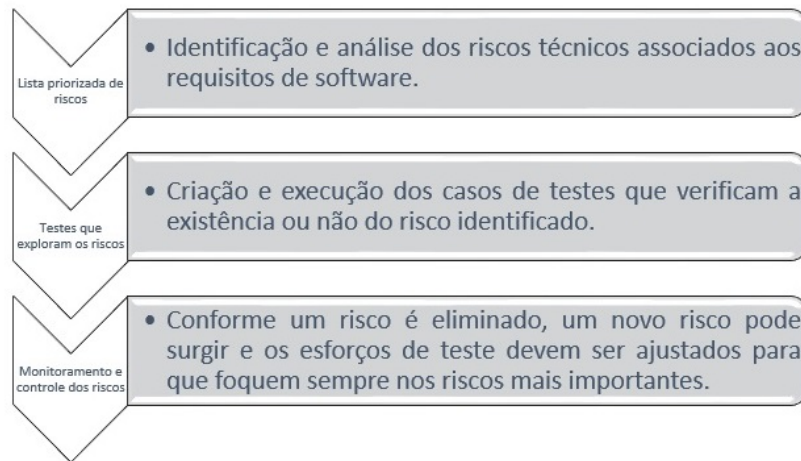 Lista priorizada de
riscos
• Identificação e análise dos riscos técnicos associados aos
requisitos de software.
Testes que
exploram os riscos
• Criação e execução dos casos de testes que verificam a
existência ou não do risco identificado.
Monitoramento e
controle dos riscos
• Conforme um risco é eliminado, um novo risco pode
surgir e os esforços de teste devem ser ajustados para
que foquem sempre nos riscos mais importantes.